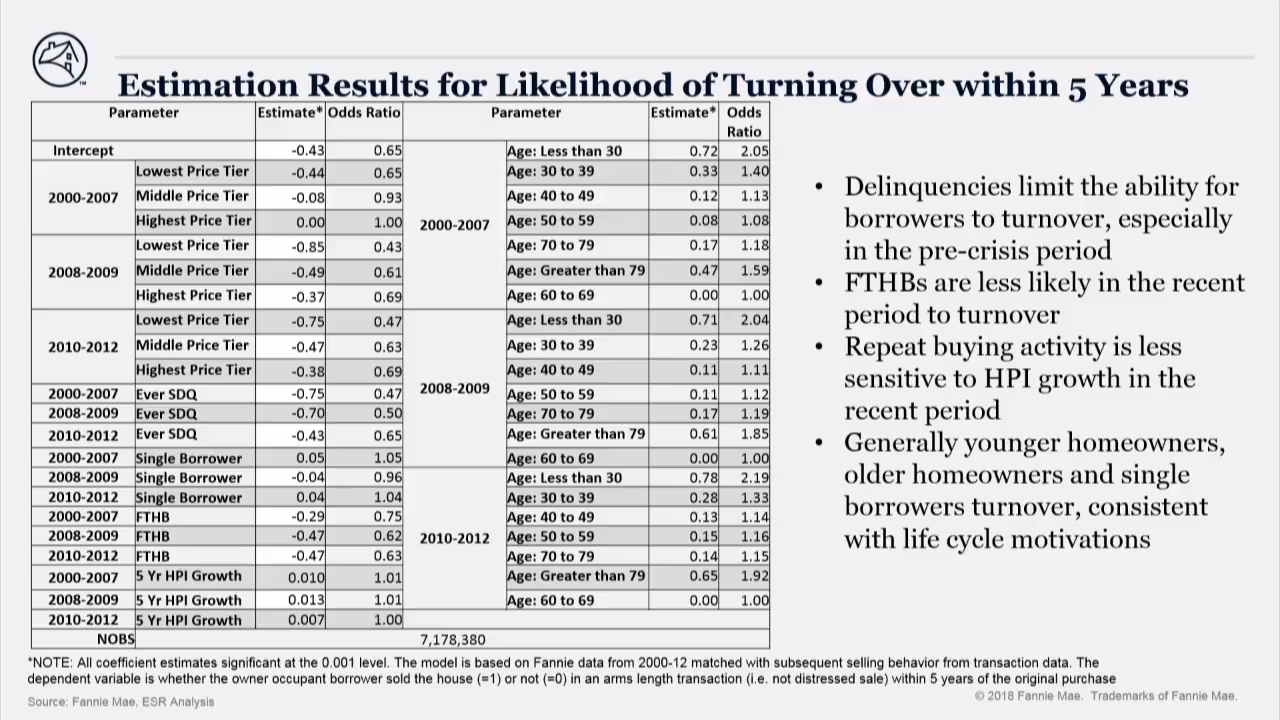 Estimation Results for Likelihood of Turning Over within 5 Years
Parameter Estimate* Odds Ratio Parameter Estimate* Odds Ratio
Intercept -0.43 0.65
2000-2007
Lowest Price Tier -0.44 0.65
Middle Price Tier -0.08 0.93
Highest Price Tier 0.00 1.00
2008-2009
Lowest Price Tier -0.85 0.43
Middle Price Tier -0.49 0.61
Highest Price Tier -0.37 0.69
2010-2012
Lowest Price Tier -0.75 0.47
Middle Price Tier -0.47 0.63
Highest Price Tier -0.38 0.69
2000-2007 Ever SDQ -0.75 0.47
2008-2009 Ever SDQ -0.70 0.50
2010-2012 Ever SDQ -0.43 0.65
2000-2007 Single Borrower 0.05 1.05
2008-2009 Single Borrower -0.04 0.96
2010-2012 Single Borrower 0.04 1.04
2000-2007 FTHB -0.29 0.75
2008-2009 FTHB -0.47 0.62
2010-2012 FTHB -0.47 0.63
2000-2007 5 Yr HPI Growth 0.010 1.01
2008-2009 5 Yr HPI Growth 0.013 1.01
2010-2012 5 Yr HPI Growth 0.007 1.00
2000-2007
Age: Less than 30 0.72 2.05
Age: 30 to 39 0.33 1.40
Age: 40 to 49 0.12 1.13
Age: 50 to 59 0.08 1.08
Age: 70 to 79 0.17 1.18
Age: Greater than 79 0.47 1.59
Age: 60 to 69 0.00 1.00
2008-2009
Age: Less than 30 0.71 2.04
Age: 30 to 39 0.23 1.26
Age: 40 to 49 0.11 1.11
Age: 50 to 59 0.11 1.12
Age: 70 to 79 0.17 1.19
Age: Greater than 79 0.61 1.85
Age: 60 to 69 0.00 1.00
2010-2012
Age: Less than 30 0.78 2.19
Age: 30 to 39 0.28 1.33
Age: 40 to 49 0.13 1.14
Age: 50 to 59 0.15 1.16
Age: 70 to 79 0.14 1.15
Age: Greater than 79 0.65 1.92
Age: 60 to 69 0.00 1.00
NOBS 7,178,380
• Delinquencies limit the ability for
borrowers to turnover, especially
in the pre-crisis period
• FTHBs are less likely in the recent
period to turnover
• Repeat buying activity is less
sensitive to HPI growth in the
recent period
• Generally younger homeowners,
older homeowners and single
borrowers turnover, consistent
with life cycle motivations
*NOTE: All coefficient estimates significant at the 0.001 level. The model is based on Fannie data from 2000-12 matched with subsequent selling behavior from transaction data. The
dependent variable is whether the owner occupant borrower sold the house (=1) or not (=0) in an arms length transaction (i.e. not distressed sale) within 5 years of the original purchase
Source: Fannie Mae, ESR Analysis
© 2018 Fannie Mae. Trademarks of Fannie Mae.